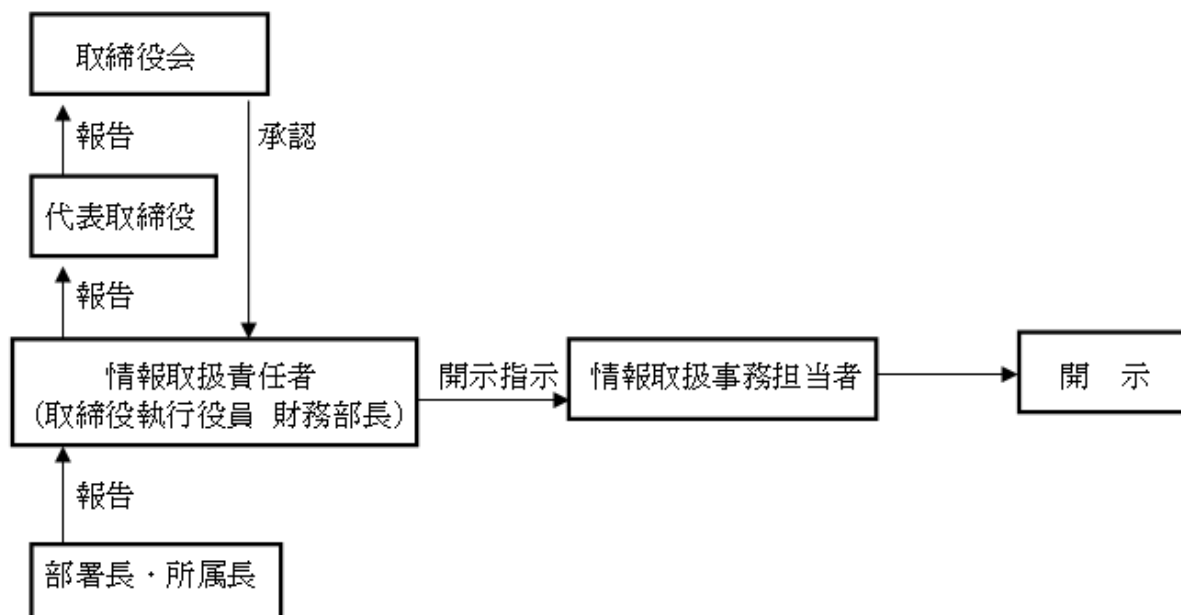 取締役会
報告
承認
代表取締役
報告
情報取扱責任者
(取締役執行役員 財務部長)
開示指示
情報取扱事務担当者
開　示
報告
部署長・所属長